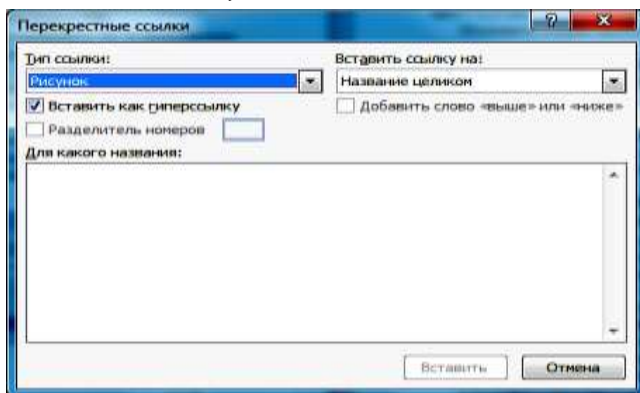 Перекрестные ссылки
Тип ссылки:
Вставить ссылку на:
Рисунок
Название целиком
Вставить как гиперссылку
Добавить слово «выше» или «ниже»
Разделитель номеров
Для какого названия:
Вставить
Отмена